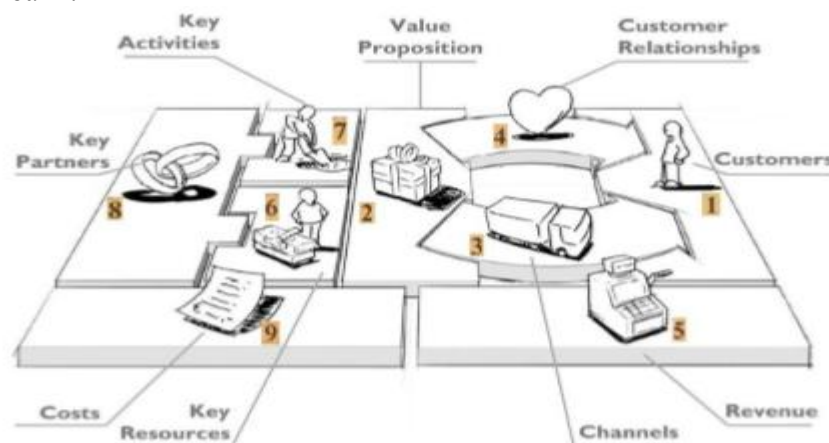 Key
Activities
Value
Proposition
Customer
Relationships
Key
Partners
Customers
7
4
8
6
2
1
3
9
5
Costs
Key
Resources
Channels
Revenue